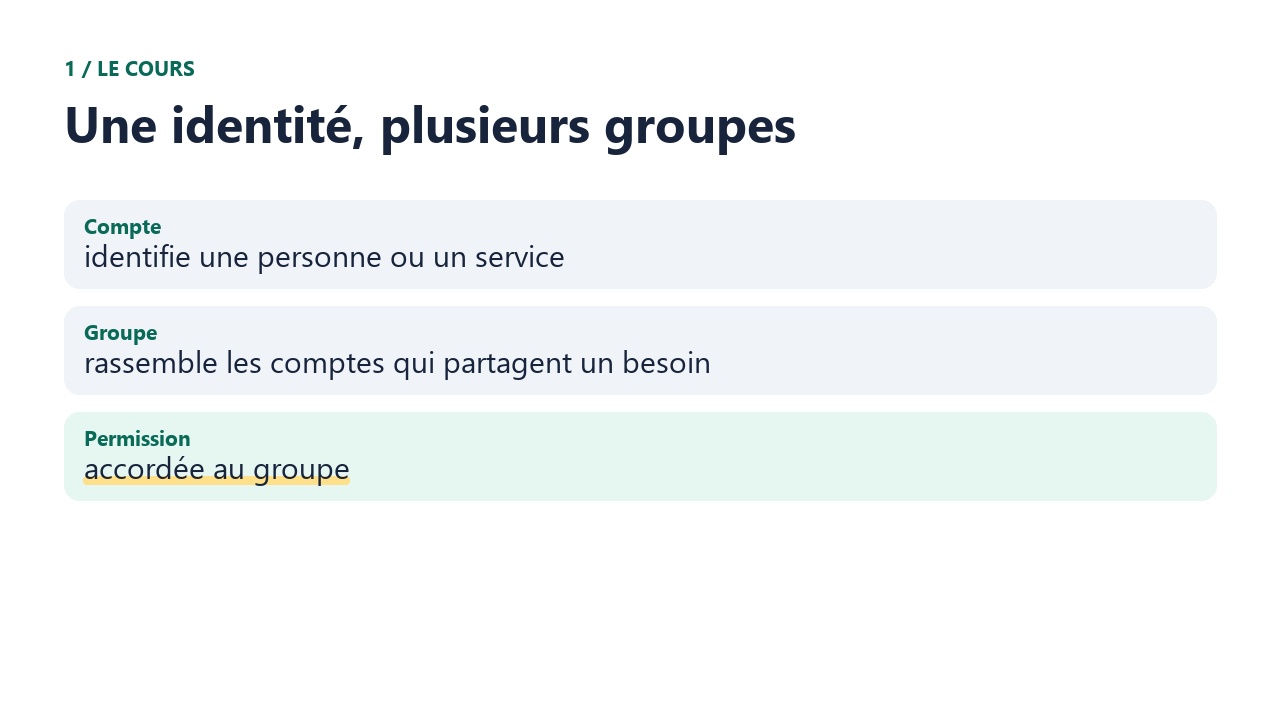 1 / LE COURS
Une identité, plusieurs groupes
Compte
identifie une personne ou un service
Groupe
rassemble les comptes qui partagent un besoin
Permission
accordée au groupe